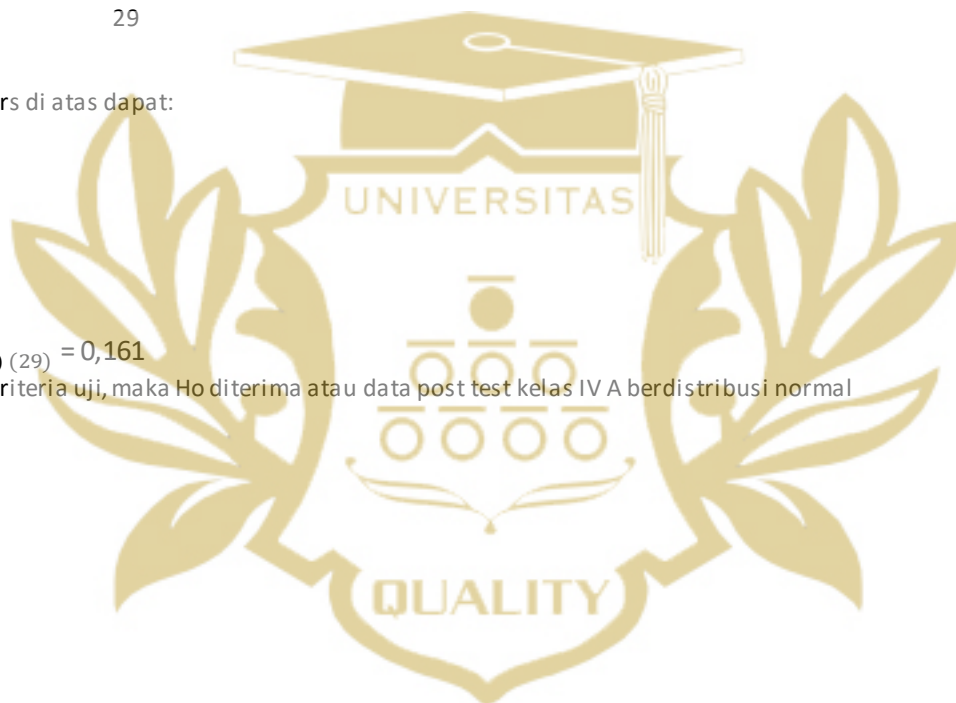 29
rs di atas dapat:
UNIVERSITAS
) (29) = 0,161
riteria uji, maka Ho diterima atau data post test kelas IV A berdistribusi normal
QUALITY